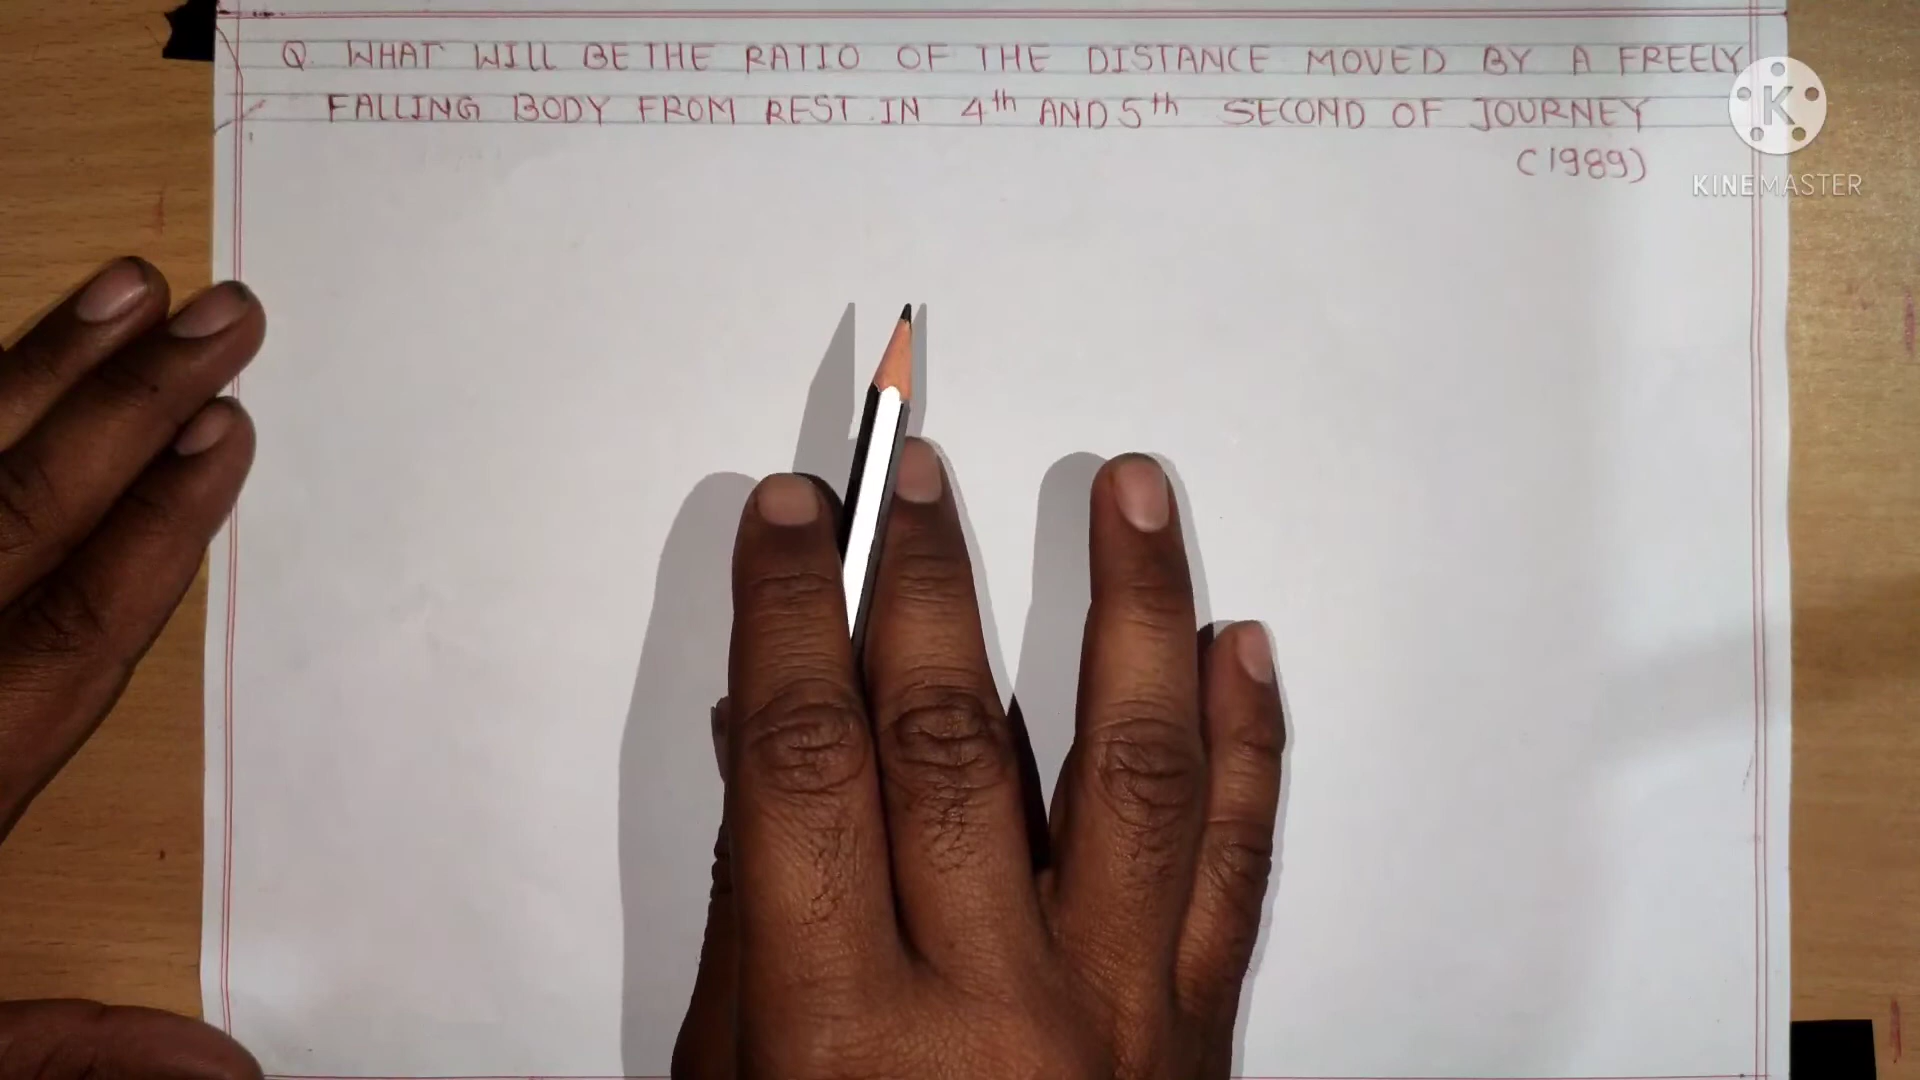 Q. WHAT WILL BE THE RATIO OF THE DISTANCE MOVED BY A FREELY
FALLING BODY FROM REST IN 4th AND 5th SECOND OF JOURNEY
(1989)
K
KINEMASTER